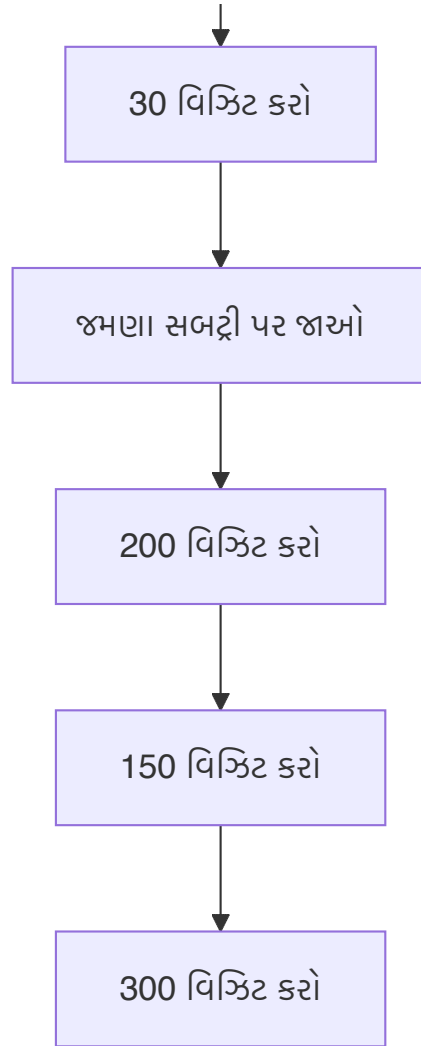 30 વિઝિટ કરો
જમણા સબટ્રી પર જાઓ
200 વિઝિટ કરો
150 વિઝિટ કરો
300 વિઝિટ કરો